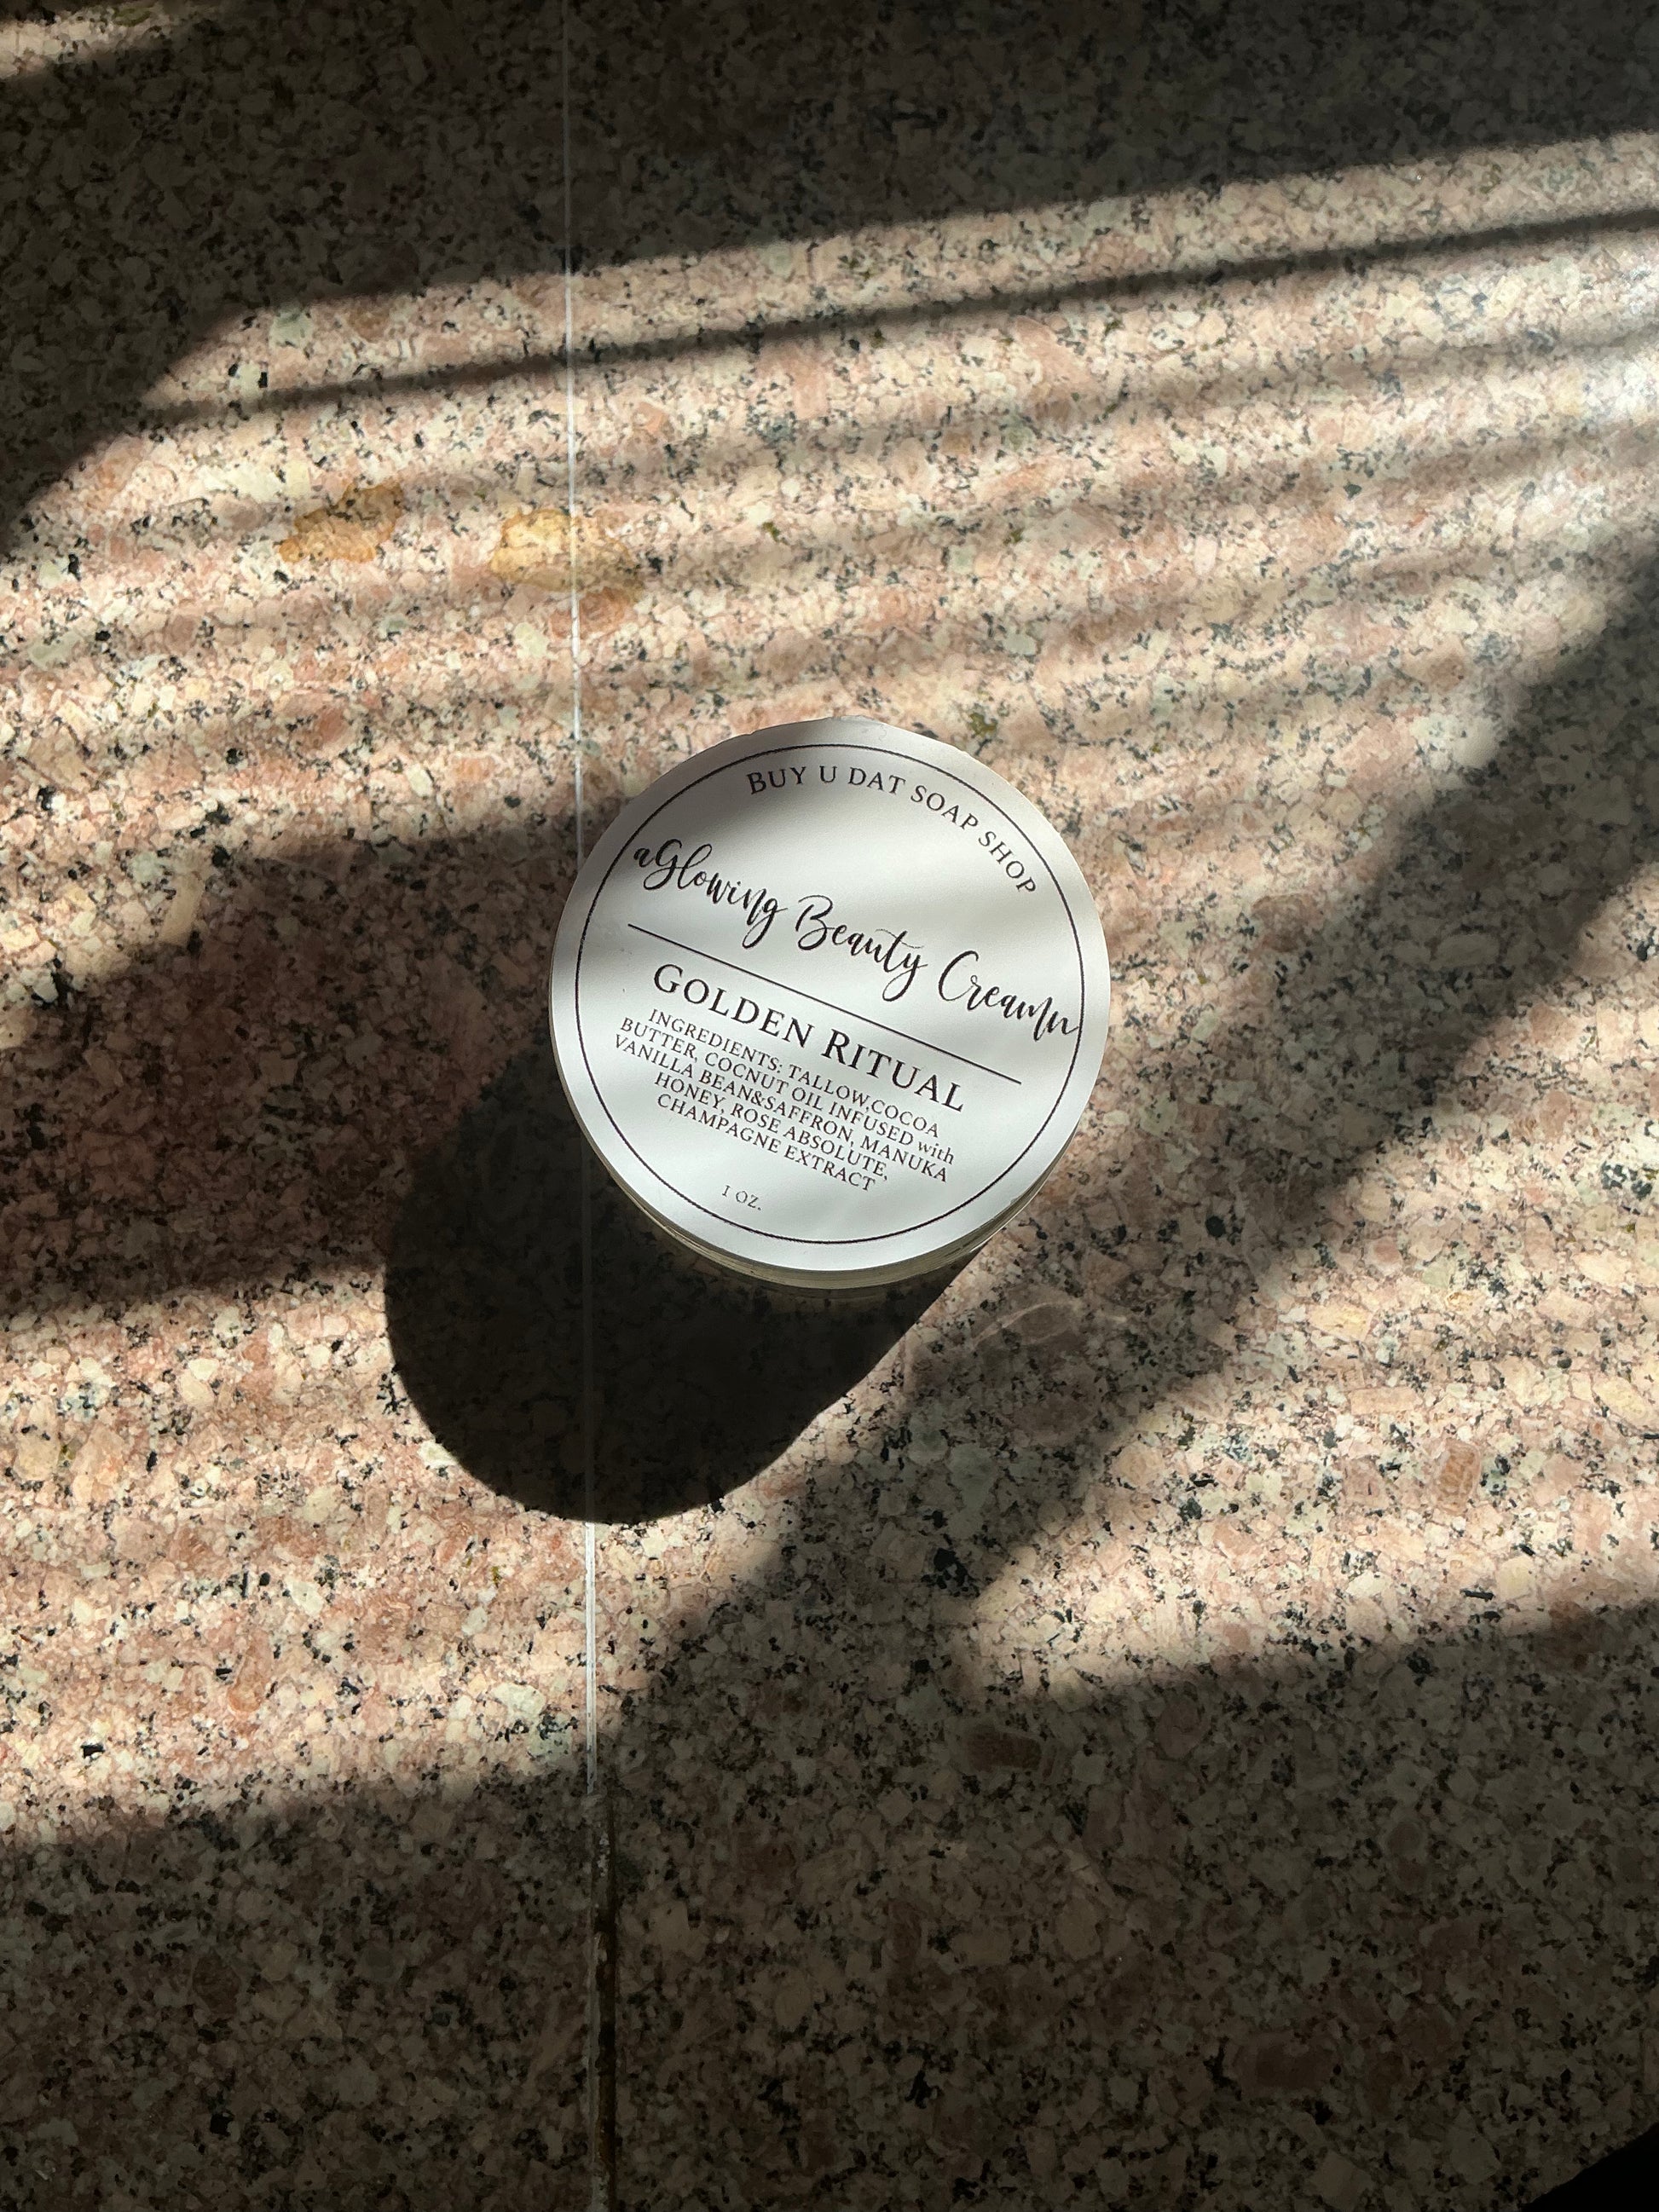 BUY U DAT SOAP SHOP
aGlowing Beauty Creamn
GOLDEN RITUAL
INGREDIENTS: TALLOW,COCOA
BUTTER, COCNUT OIL INFUSED with
VANILLA BEAN&SAFFRON, MANUKA
HONEY, ROSE ABSOLUTE,
CHAMPAGNE EXTRACT
1 OZ.